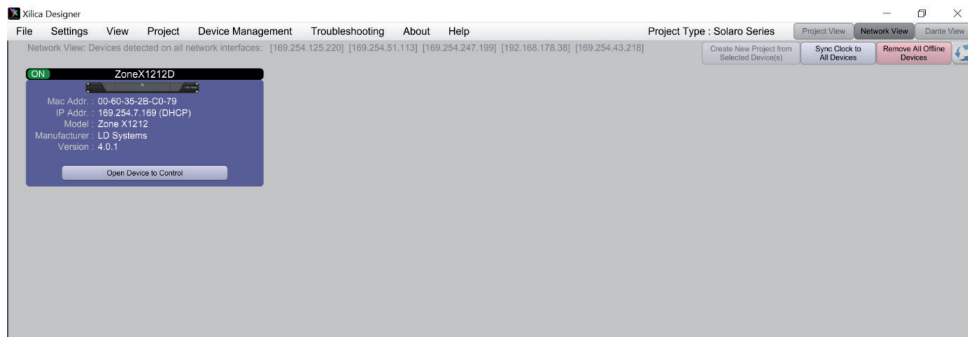 Xilica Designer
File Settings View Project Device Management Troubleshooting About Help Project Type : Solaro Series Project View Network View Dante View
Network View: Devices detected on all network interfaces: [169.254.125.220] [169.254.51.113] [169.254.247.199] [192.168.178.38] [169.254.43.218]
Create New Project from
Selected Device(s)
Sync Clock to
All Devices
Remove All Offline
Devices
ON ZoneX1212D
Mac Addr. : 00-60-35-2B-C0-79
IP Addr. : 169.254.7.169 (DHCP)
Model : Zone X1212
Manufacturer : LD Systems
Version : 4.0.1
Open Device to Control